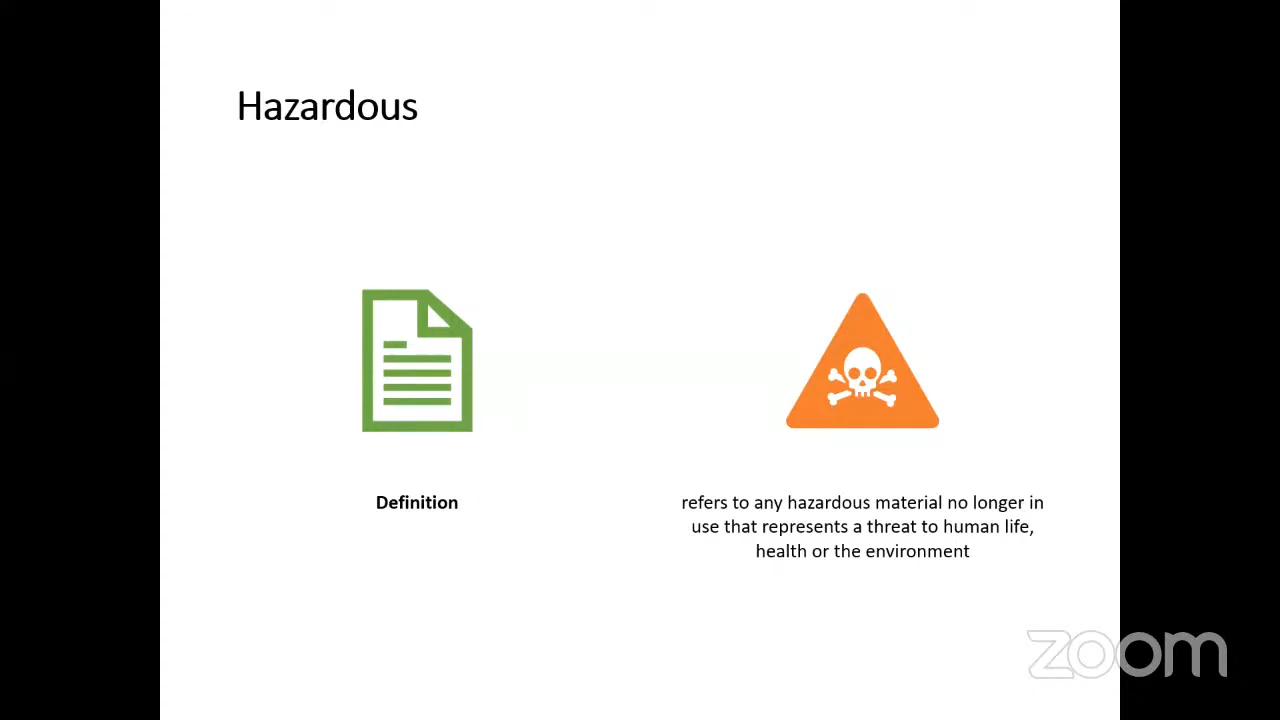 Hazardous
Definition
refers to any hazardous material no longer in
use that represents a threat to human life,
health or the environment
zoom